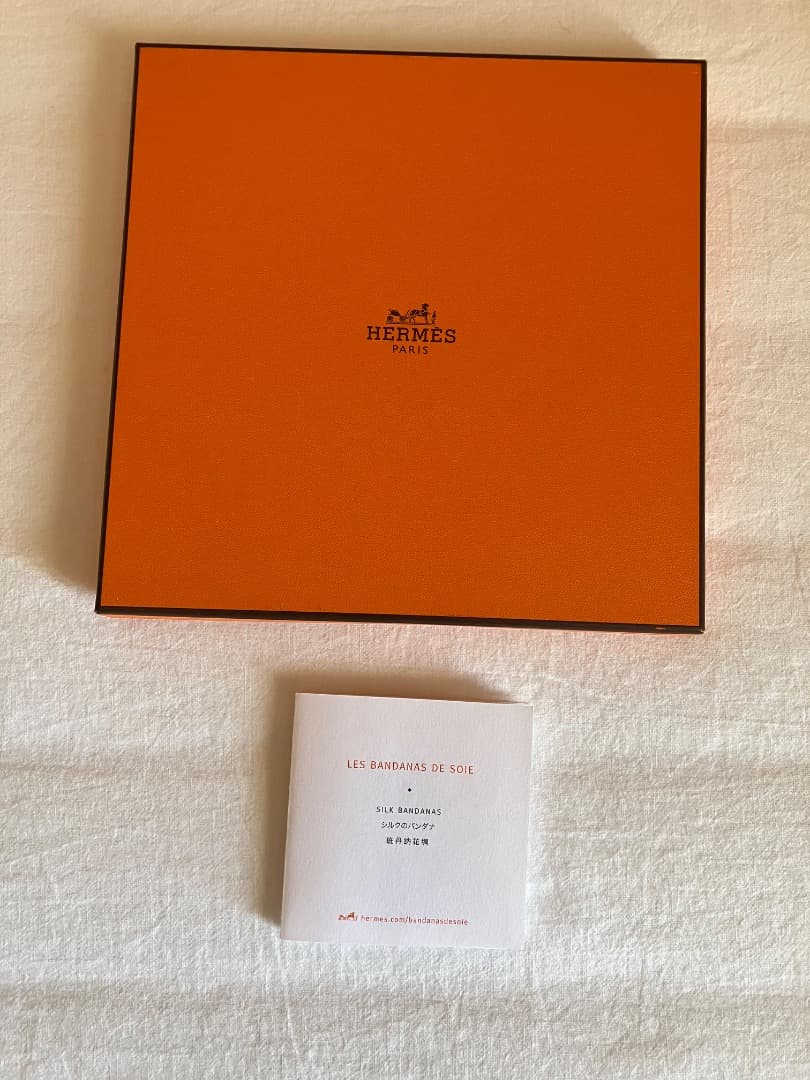 HERMÈS
PARIS
LES BANDANAS DE SOIE
SILK BANDANAS
シルクのバンダナ
hermes.com/bandanasdesoie